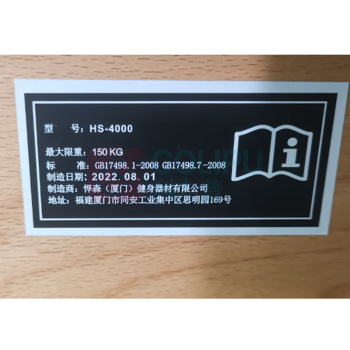 型 号: HS-4000
最大限重: 150KG
标 准: GB17498.1-2008 GB17498.7-2008
制造日期: 2022.08.01
制造商: 悍森（厦门）健身器材有限公司
地址: 福建厦门市同安工业集中区思明园169号